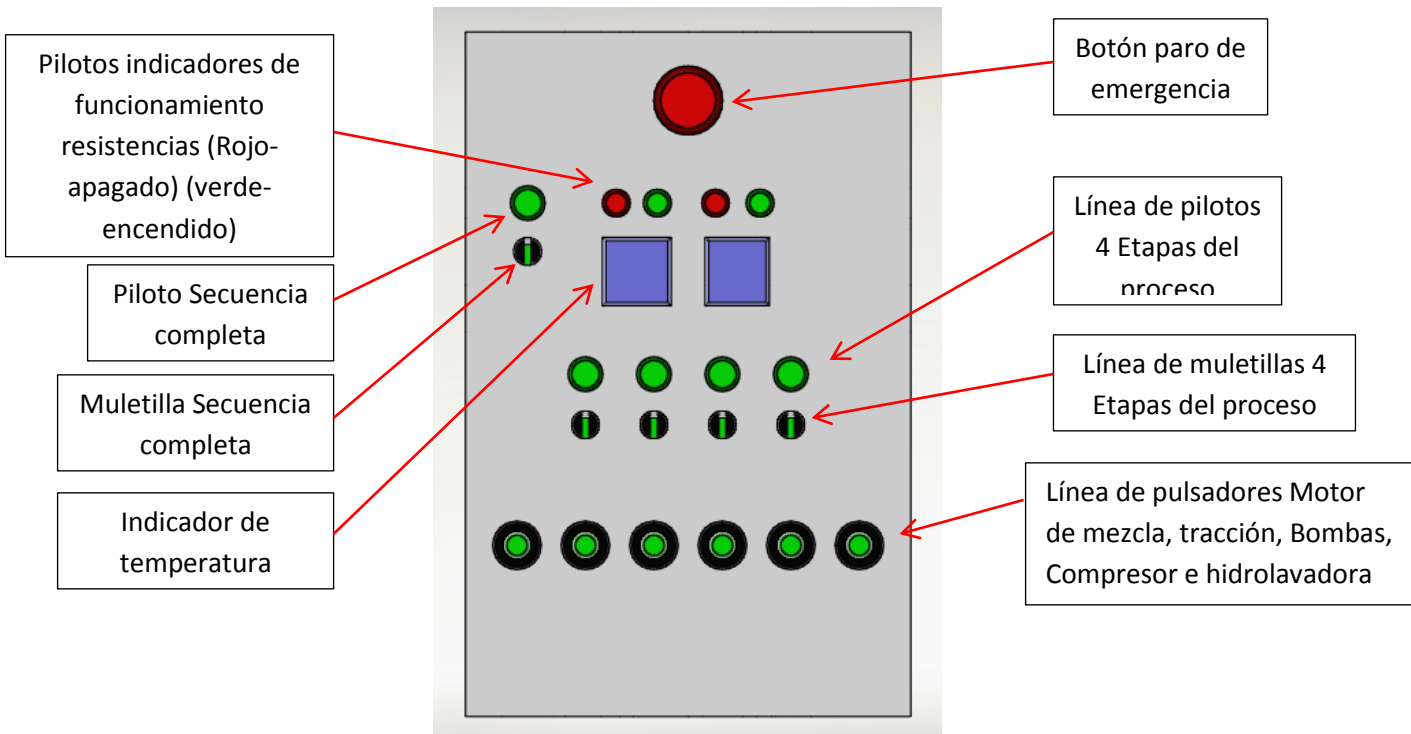 Pilotos indicadores de
funcionamiento
resistencias (Rojo-
apagado) (verde-
encendido)
Piloto Secuencia
completa
Muletilla Secuencia
completa
Indicador de
temperatura
Botón paro de
emergencia
Línea de pilotos
4 Etapas del
proceso
Línea de muletillas 4
Etapas del proceso
Línea de pulsadores Motor
de mezcla, tracción, Bombas,
Compresor e hidrolavadora